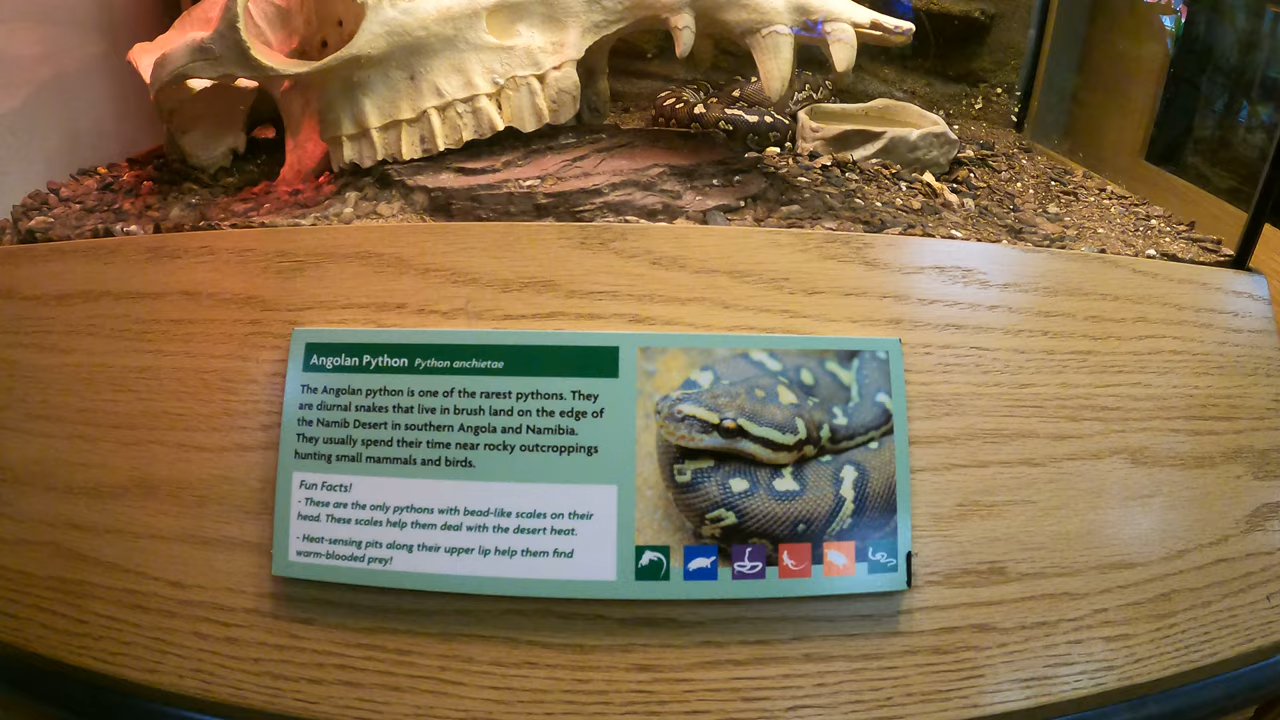 Angolan Python Python anchietae
The Angolan python is one of the rarest pythons. They
are diurnal snakes that live in brush land on the edge of
the Namib Desert in southern Angola and Namibia.
They usually spend their time near rocky outcroppings
hunting small mammals and birds.
Fun Facts!
- These are the only pythons with bead-like scales on their
head. These scales help them deal with the desert heat.
- Heat-sensing pits along their upper lip help them find
warm-blooded prey!